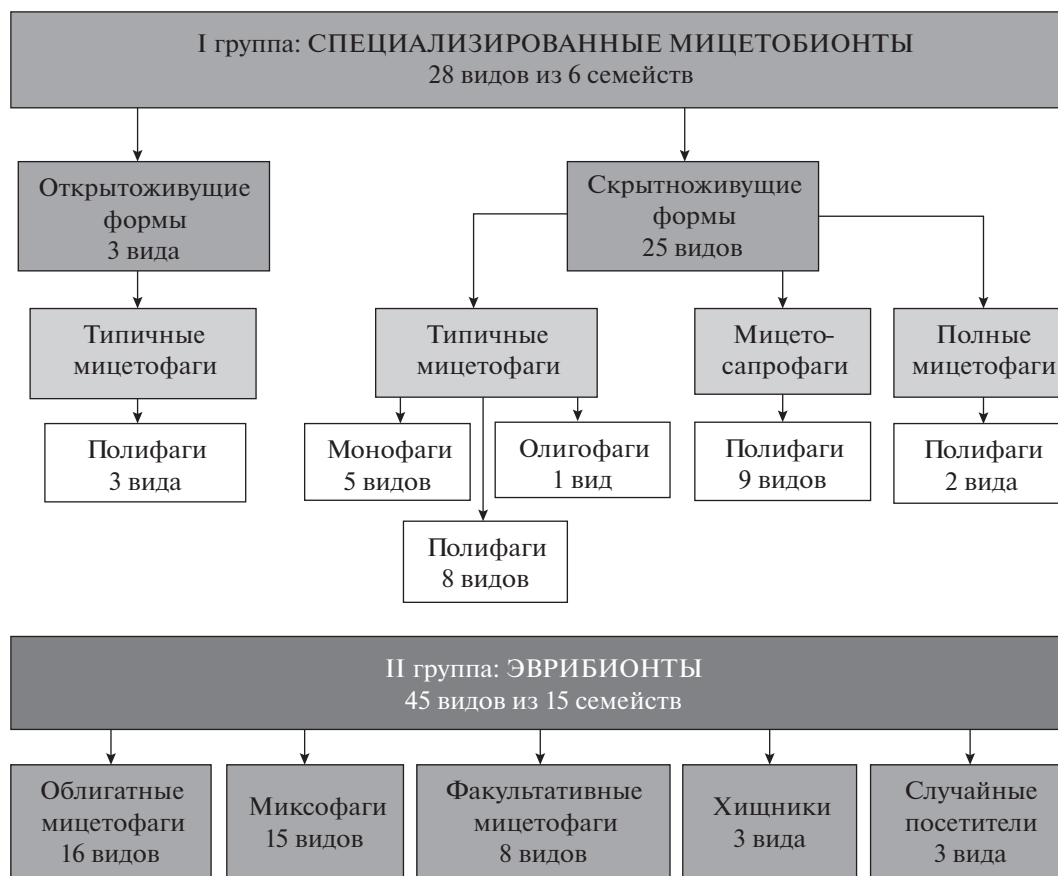 I группа: СПЕЦИАЛИЗИРОВАННЫЕ МИЦЕТОБИОНТЫ
28 видов из 6 семейств
Открытоживущие
формы
3 вида
Скрытноживущие
формы
25 видов
Типичные
мицетофаги
Типичные
мицетофаги
Мицето-
сапрофаги
Полные
мицетофаги
Полифаги
3 вида
Монофаги
5 видов
Олигофаги
1 вид
Полифаги
9 видов
Полифаги
2 вида
Полифаги
8 видов
II группа: ЭВРИБИОНТЫ
45 видов из 15 семейств
Облигатные
мицетофаги
16 видов
Миксофаги
15 видов
Факультативные
мицетофаги
8 видов
Хищники
3 вида
Случайные
посетители
3 вида